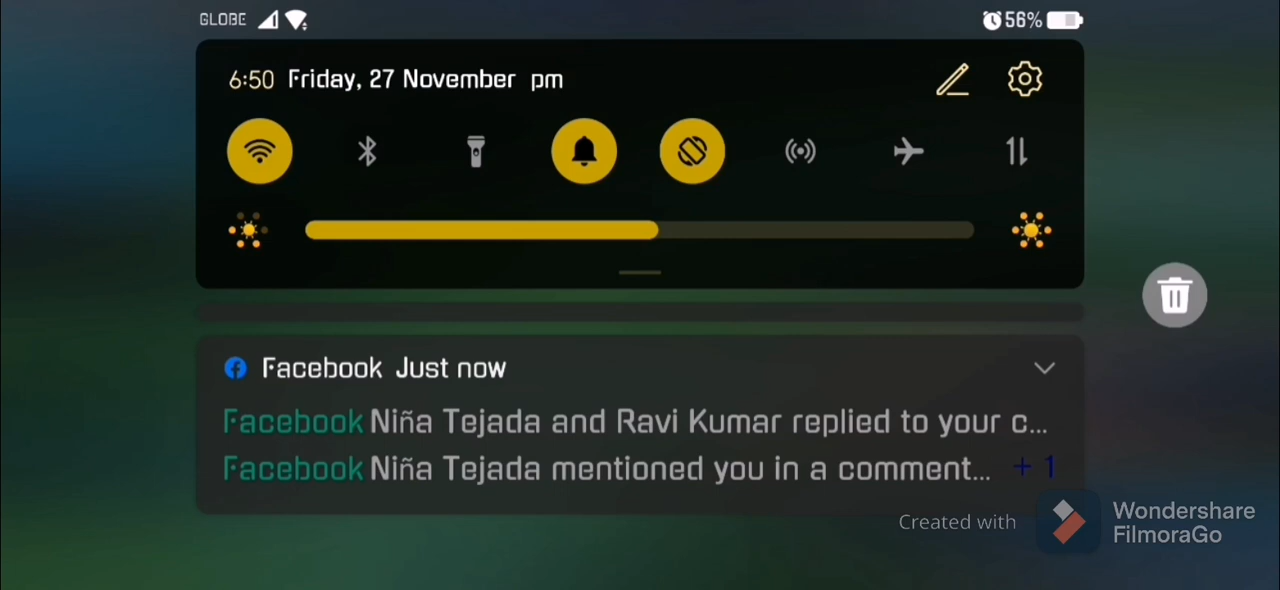 GLOBE
56%
6:50 Friday, 27 November pm
Facebook Just now
Facebook Niña Tejada and Ravi Kumar replied to your c...
Facebook Niña Tejada mentioned you in a comment... + 1
Created with Wondershare FilmoraGo